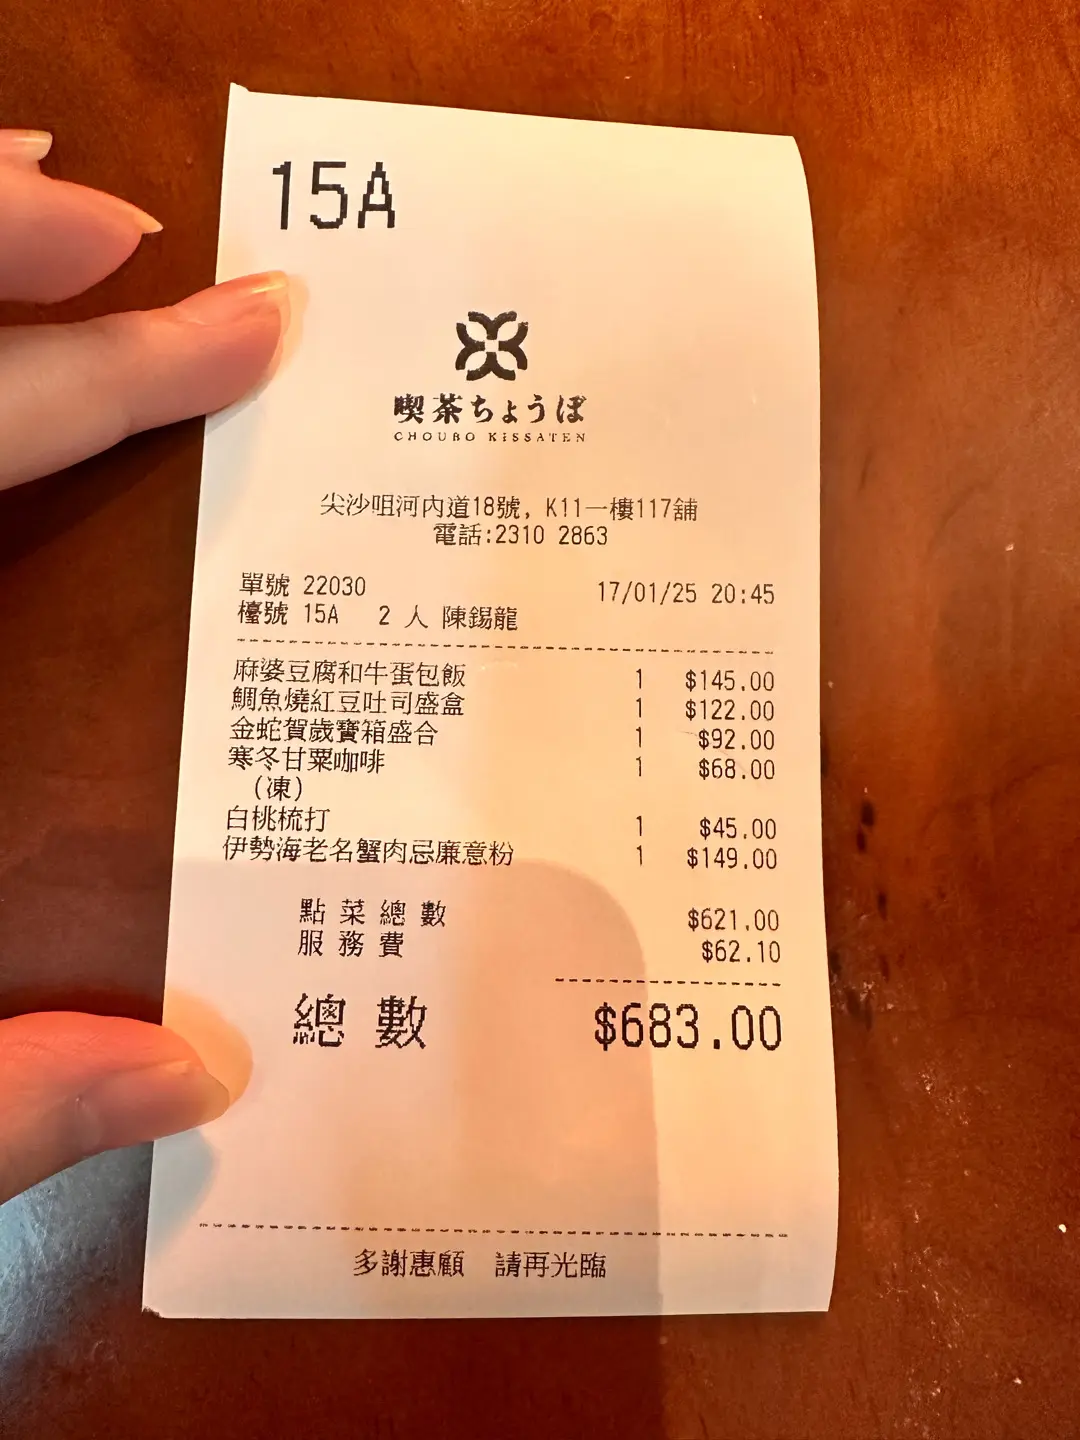 15A
喫茶ちょうぼ
CHOUBO KISSATEN
尖沙咀河內道18號, K11一樓117舖
電話:2310 2863
單號 22030 17/01/25 20:45
檯號 15A 2 人 陳錫龍
麻婆豆腐和牛蛋包飯 1 $145.00
鯛魚燒紅豆吐司盛盒 1 $122.00
金蛇賀歲寶箱盛合 1 $92.00
寒冬甘粟咖啡 1 $68.00
(凍)
白桃梳打 1 $45.00
伊勢海老名蟹肉忌廉意粉 1 $149.00
點菜總數 $621.00
服務費 $62.10
總數 $683.00
多謝惠顧 請再光臨